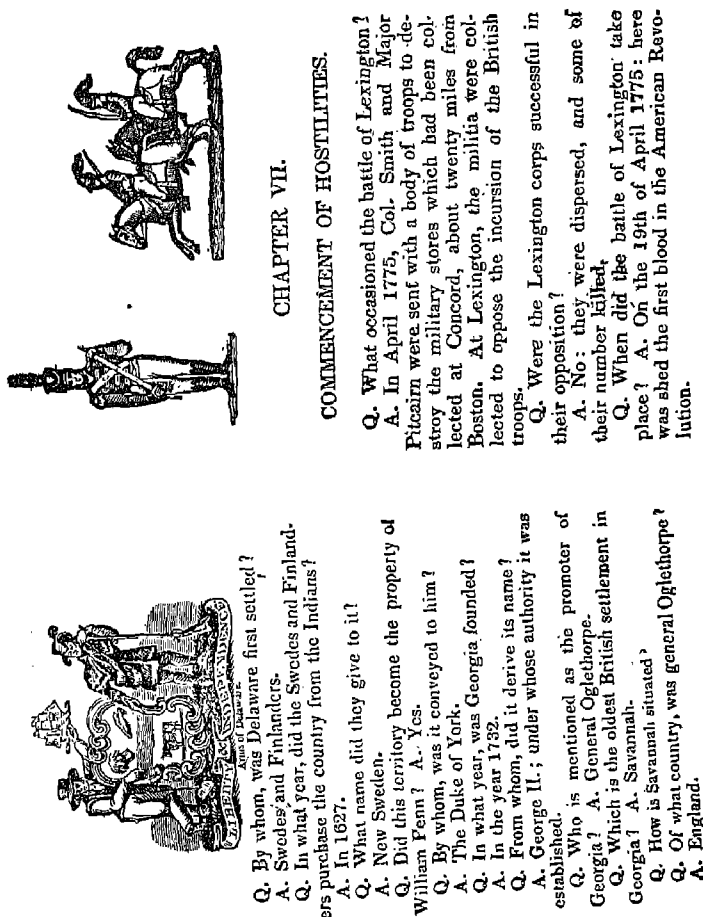 LIBERTY AND INDEPENDENCE
Arms of Delaware.
Q. By whom, was Delaware first settled?
A. Swedes and Finlanders.
Q. In what year, did the Swedes and Finland-
ers purchase the country from the Indians?
A. In 1627.
Q. What name did they give to it?
A. New Sweden.
Q. Did this territory become the property of
William Penn? A. Yes.
Q. By whom, was it conveyed to him?
A. The Duke of York.
Q. In what year, was Georgia founded?
A. In the year 1732.
Q. From whom, did it derive its name?
A. George II.; under whose authority it was
established.
Q. Who is mentioned as the promoter of
Georgia? A. General Oglethorpe.
Q. Which is the oldest British settlement in
Georgia? A. Savannah.
Q. How is Savannah situated?
Q. Of what country, was general Oglethorpe?
A. England.
CHAPTER VII.
COMMENCEMENT OF HOSTILITIES.
Q. What occasioned the battle of Lexington?
A. In April 1775, Col. Smith and Major
Pitcairn were sent with a body of troops to de-
stroy the military stores which had been col-
lected at Concord, about twenty miles from
Boston. At Lexington, the militia were col-
lected to oppose the incursion of the British
troops.
Q. Were the Lexington corps successful in
their opposition?
A. No: they were dispersed, and some of
their number killed.
Q. When did the battle of Lexington take
place? A. On the 19th of April 1775: here
was shed the first blood in the American Revo-
lution.